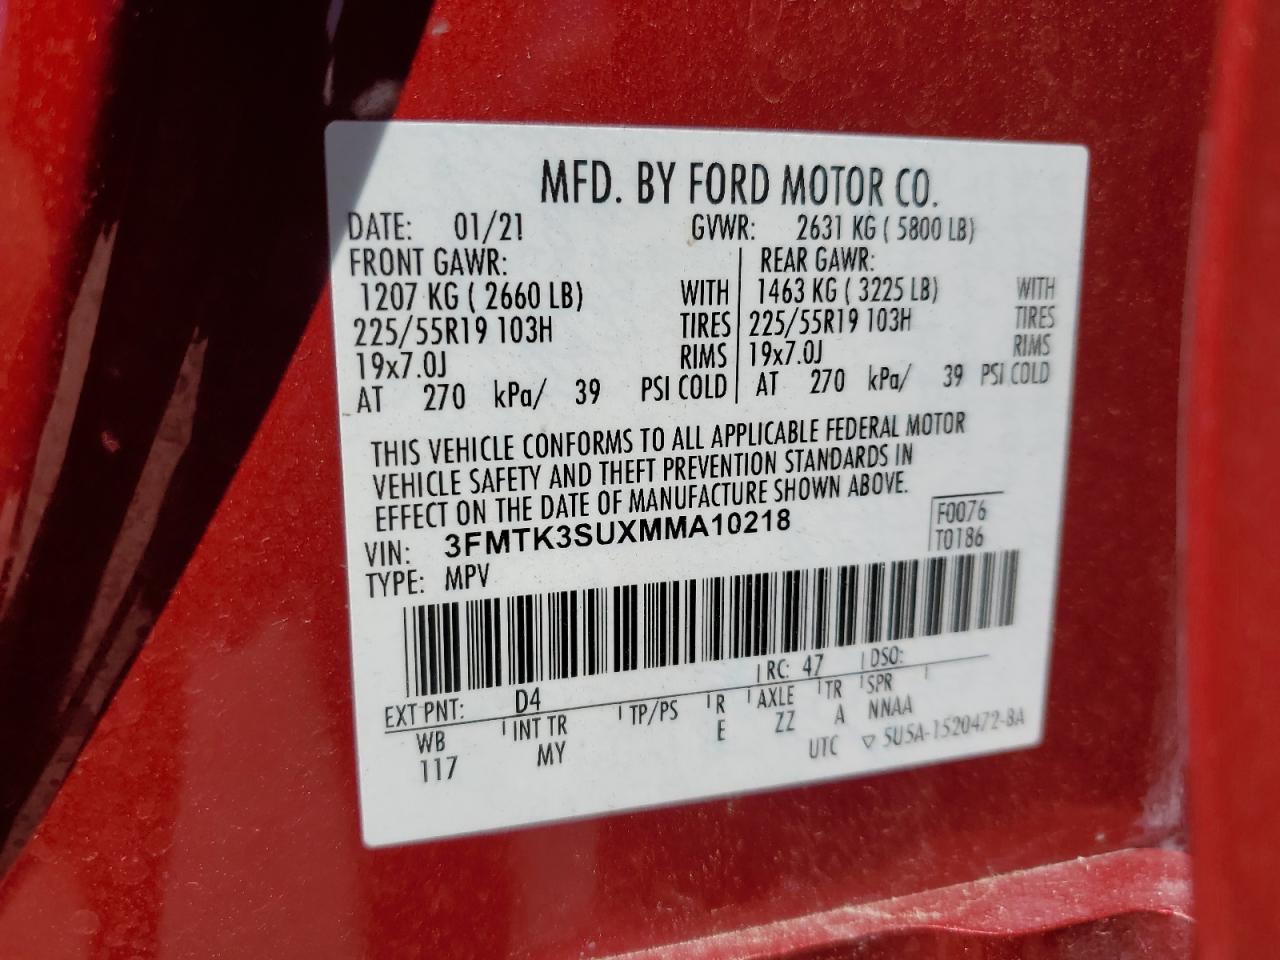 MFD. BY FORD MOTOR CO.
DATE: 01/21 GVWR: 2631 KG ( 5800 LB)
FRONT GAWR: REAR GAWR:
1207 KG ( 2660 LB) WITH 1463 KG ( 3225 LB) WITH
225/55R19 103H TIRES 225/55R19 103H TIRES
19x7.0J RIMS 19x7.0J RIMS
AT 270 kPa/ 39 PSI COLD AT 270 kPa/ 39 PSI COLD
THIS VEHICLE CONFORMS TO ALL APPLICABLE FEDERAL MOTOR
VEHICLE SAFETY AND THEFT PREVENTION STANDARDS IN
EFFECT ON THE DATE OF MANUFACTURE SHOWN ABOVE.
VIN: 3FMTK3SUXMMA10218 F0076
TYPE: MPV T0186
EXT PNT: D4 RC: 47 DSO:
WB INT TR TP/PS R AXLE TR SPR
117 MY E ZZ A NNAA
UTC ▽ 5U5A-1520472-BA